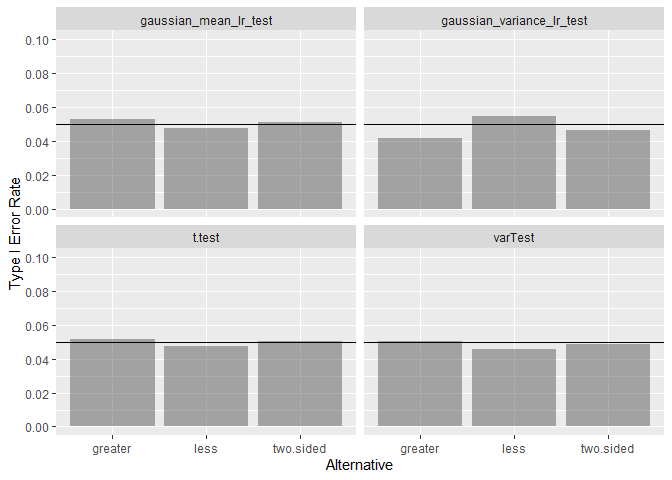 gaussian_mean_lr_test
gaussian_variance_lr_test
0.10
0.08
0.06
0.04
0.02
0.00
Type I Error Rate
t.test
varTest
0.10
0.08
0.06
0.04
0.02
0.00
greater less two.sided
greater less two.sided
Alternative